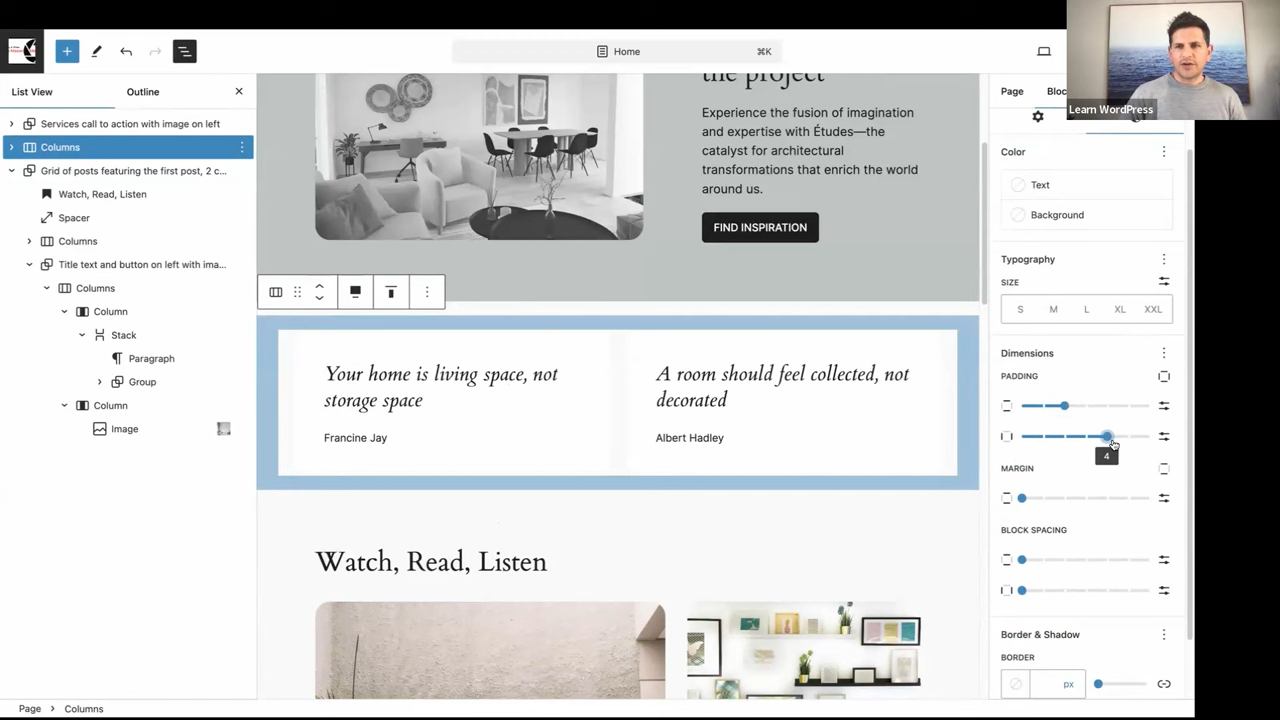 Home
⌘K
Learn WordPress
List View
Outline
Services call to action with image on left
Columns
Grid of posts featuring the first post, 2 c...
Watch, Read, Listen
Spacer
Columns
Title text and button on left with ima...
Columns
Column
Stack
Paragraph
Group
Column
Image
the project
Experience the fusion of imagination
and expertise with Études—the
catalyst for architectural
transformations that enrich the world
around us.
FIND INSPIRATION
Your home is living space, not
storage space
Francine Jay
A room should feel collected, not
decorated
Albert Hadley
Watch, Read, Listen
Page
Bloc
Color
Text
Background
Typography
SIZE
S M L XL XXL
Dimensions
PADDING
4
MARGIN
BLOCK SPACING
Border & Shadow
BORDER
px
Page › Columns